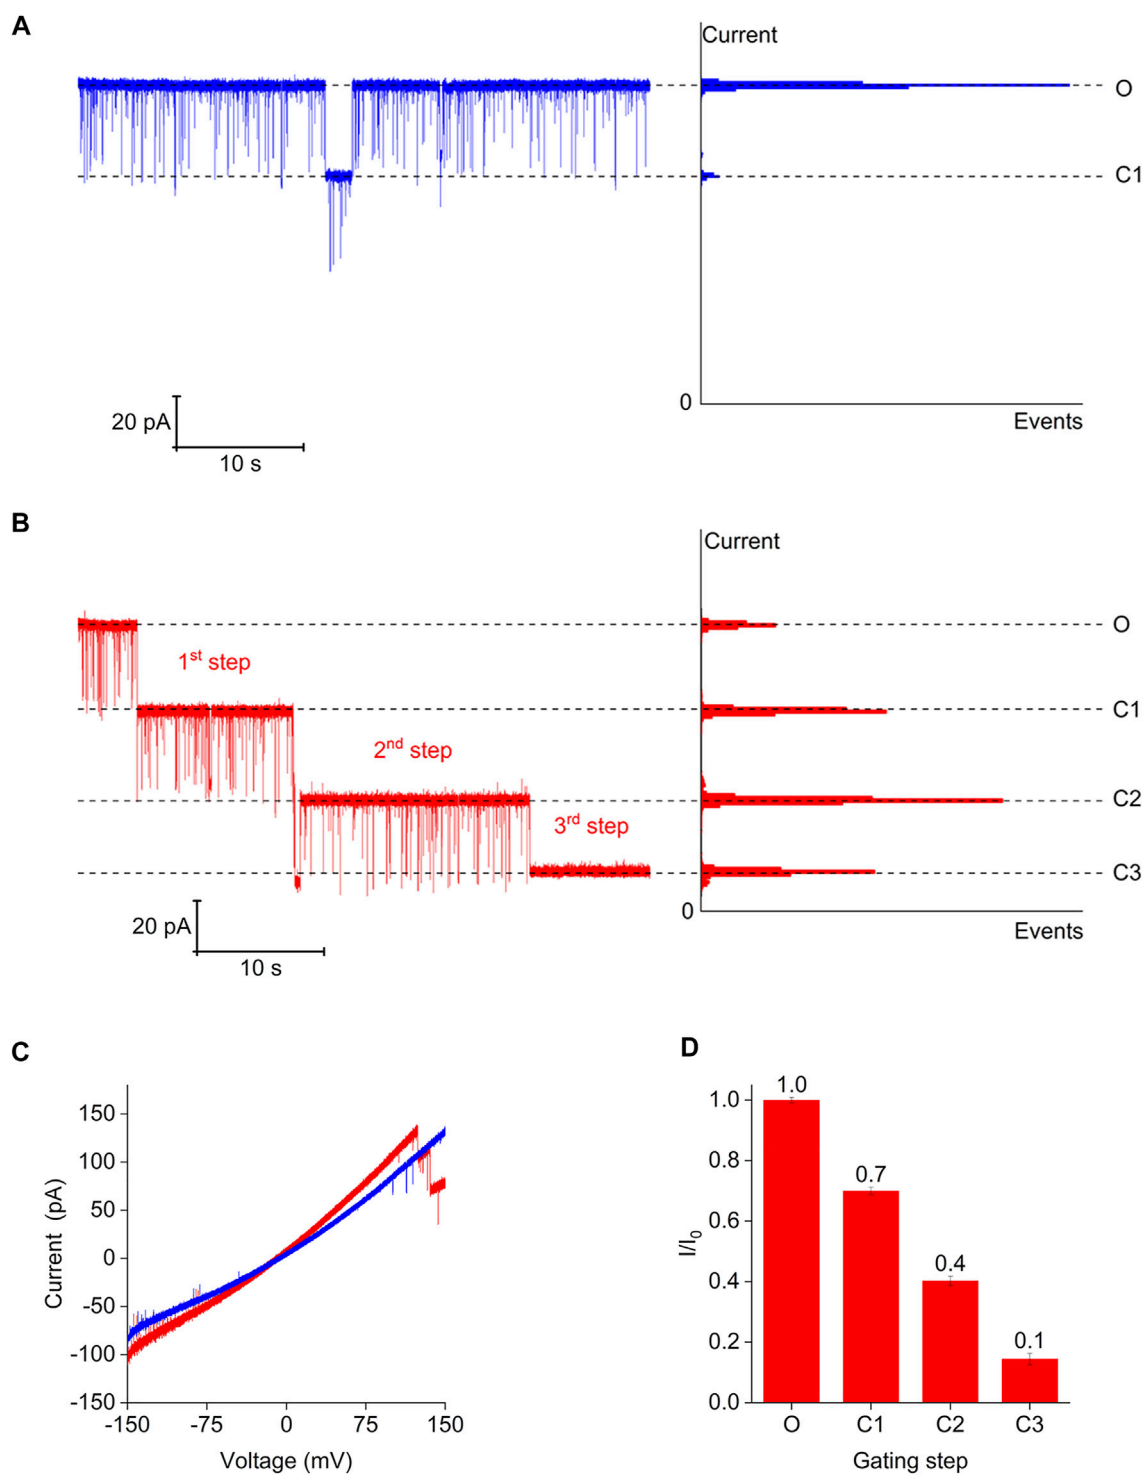 A
Current
O
C1
20 pA
10 s
0
Events
B
Current
O
1st step
C1
2nd step
C2
3rd step
C3
20 pA
10 s
0
Events
C
150
100
50
0
-50
-100
-150
Current (pA)
-150 -75 0 75 150
Voltage (mV)
D
1.0
0.8
0.6
0.4
0.2
0.0
I/I0
1.0
0.7
0.4
0.1
O C1 C2 C3
Gating step